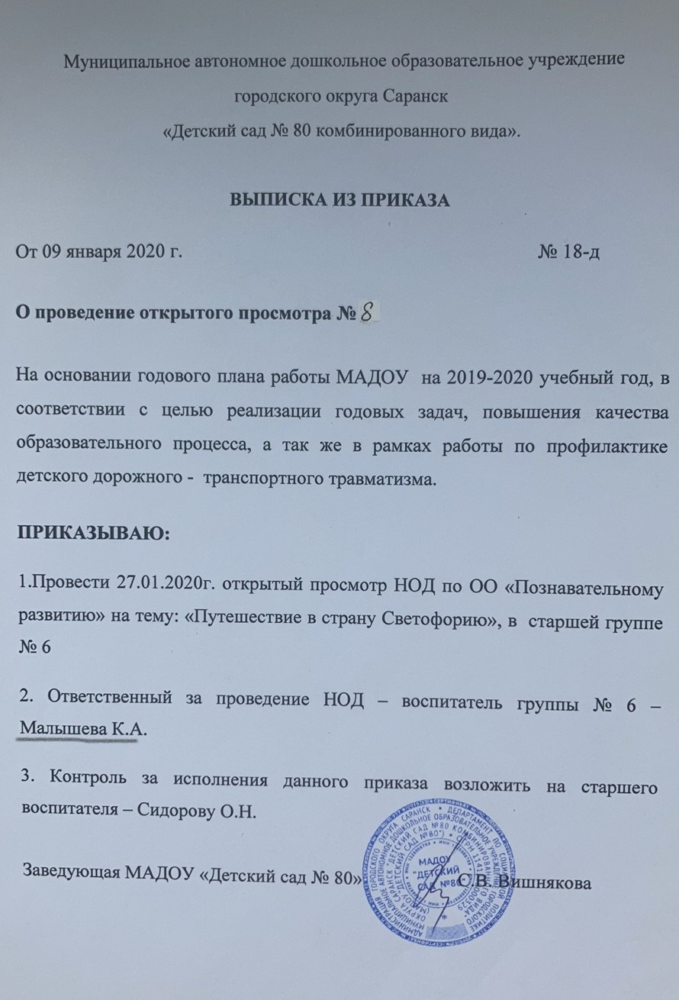 Муниципальное автономное дошкольное образовательное учреждение
городского округа Саранск
«Детский сад № 80 комбинированного вида».
ВЫПИСКА ИЗ ПРИКАЗА
От 09 января 2020 г. № 18-д
О проведение открытого просмотра № 8
На основании годового плана работы МАДОУ на 2019-2020 учебный год, в
соответствии с целью реализации годовых задач, повышения качества
образовательного процесса, а так же в рамках работы по профилактике
детского дорожного - транспортного травматизма.
ПРИКАЗЫВАЮ:
1.Провести 27.01.2020г. открытый просмотр НОД по ОО «Познавательному
развитию» на тему: «Путешествие в страну Светофорию», в старшей группе
№ 6
2. Ответственный за проведение НОД – воспитатель группы № 6 –
Малышева К.А.
3. Контроль за исполнения данного приказа возложить на старшего
воспитателя – Сидорову О.Н.
Заведующая МАДОУ «Детский сад № 80» С.В. Вишнякова
МАДОУ
"ДЕТСКИЙ
САД №80"